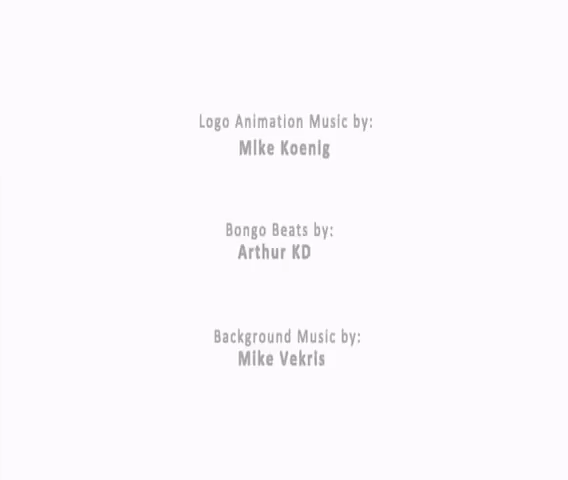 Logo Animation Music by:
Mike Koenig
Bongo Beats by:
Arthur KD
Background Music by:
Mike Vekris